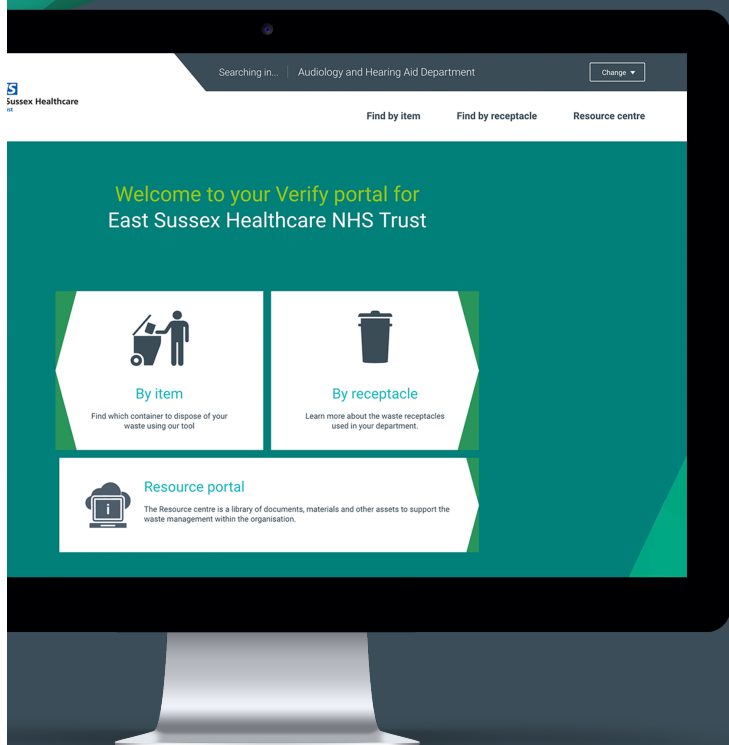 Searching in... Audiology and Hearing Aid Department
Change
S
Sussex Healthcare
st
Find by item Find by receptacle Resource centre
Welcome to your Verify portal for
East Sussex Healthcare NHS Trust
By item
Find which container to dispose of your
waste using our tool
By receptacle
Learn more about the waste receptacles
used in your department.
Resource portal
i
The Resource centre is a library of documents, materials and other assets to support the
waste management within the organisation.